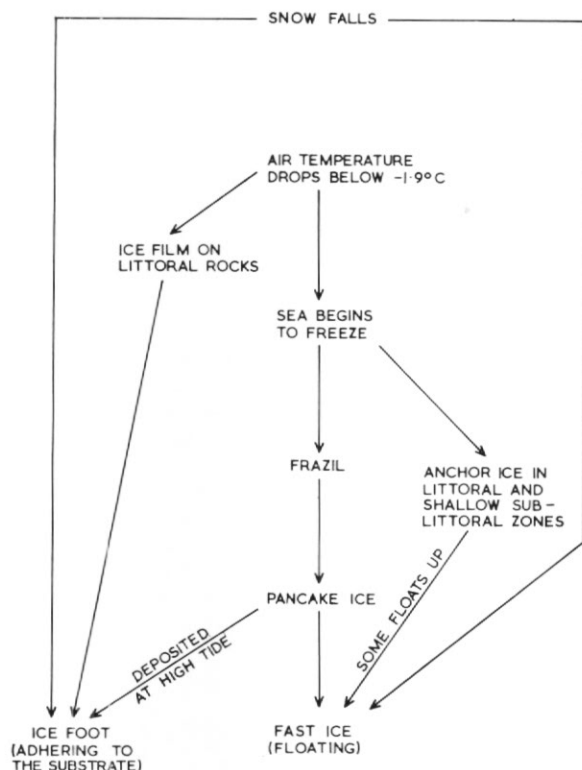 SNOW FALLS
AIR TEMPERATURE
DROPS BELOW -1·9°C
ICE FILM ON
LITTORAL ROCKS
SEA BEGINS
TO FREEZE
FRAZIL
ANCHOR ICE IN
LITTORAL AND
SHALLOW SUB-
LITTORAL ZONES
SOME FLOATS UP
PANCAKE ICE
DEPOSITED
AT HIGH TIDE
ICE FOOT
(ADHERING TO
THE SUBSTRATE)
FAST ICE
(FLOATING)